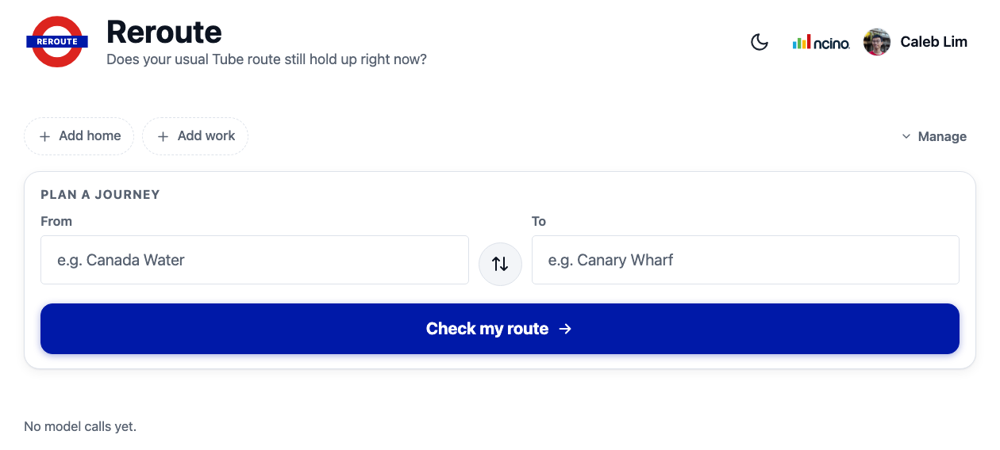 REROUTE
Reroute
Does your usual Tube route still hold up right now?
ncino.
Caleb Lim
+ Add home
+ Add work
Manage
PLAN A JOURNEY
From
To
e.g. Canada Water
e.g. Canary Wharf
Check my route →
No model calls yet.